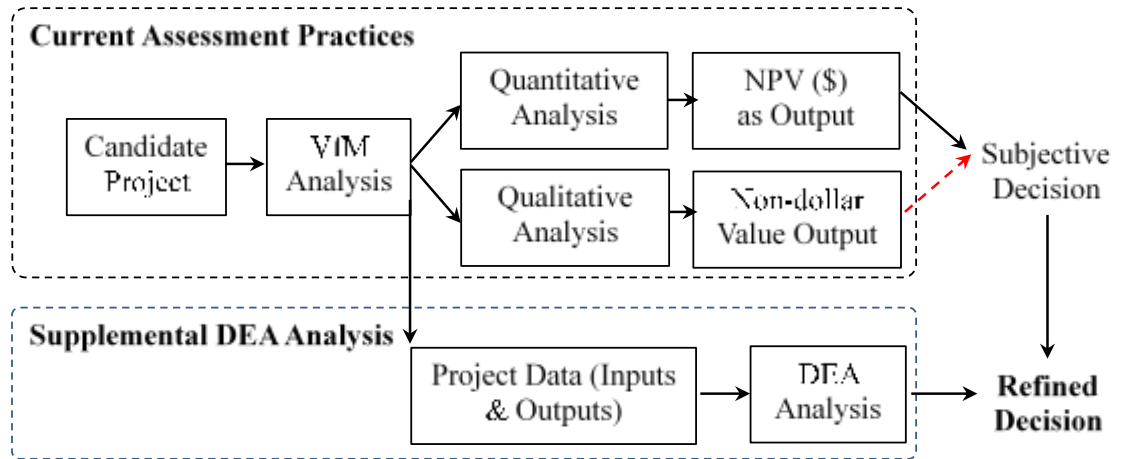 Current Assessment Practices
Candidate
Project
VfM
Analysis
Quantitative
Analysis
NPV ($)
as Output
Qualitative
Analysis
Non-dollar
Value Output
Subjective
Decision
Supplemental DEA Analysis
Project Data (Inputs
& Outputs)
DEA
Analysis
Refined
Decision